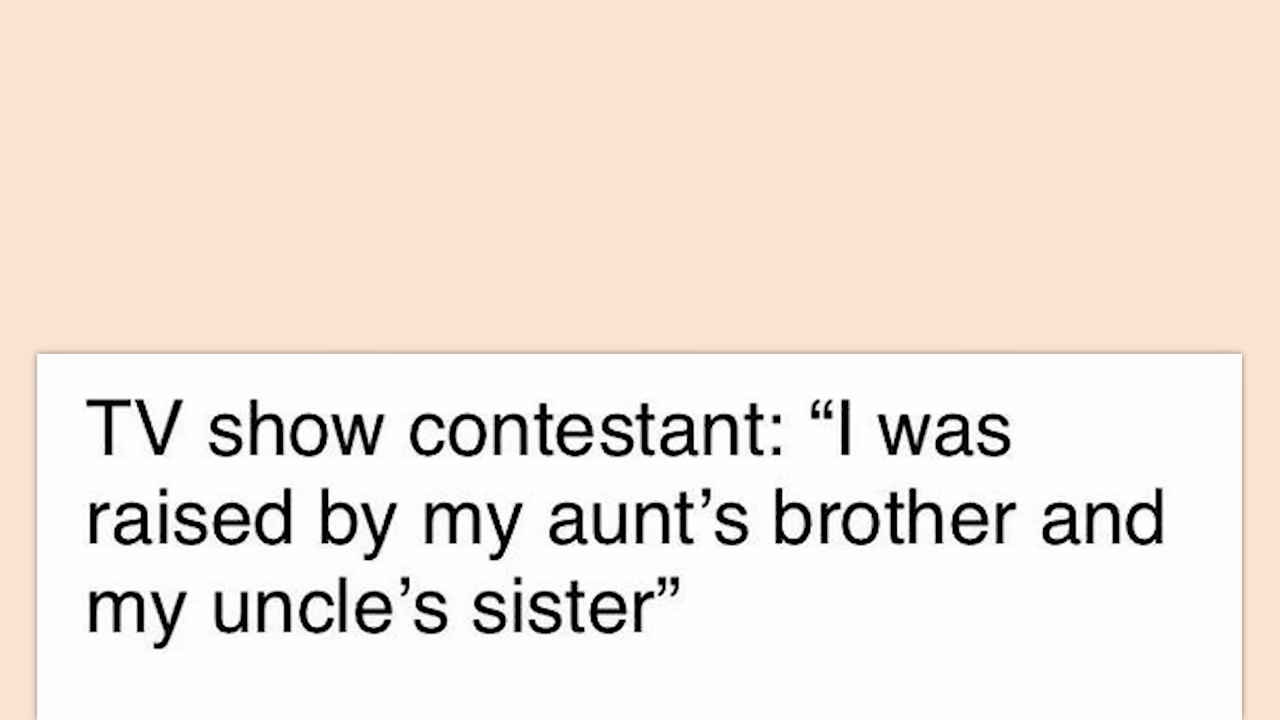 TV show contestant: “I was
raised by my aunt’s brother and
my uncle’s sister”